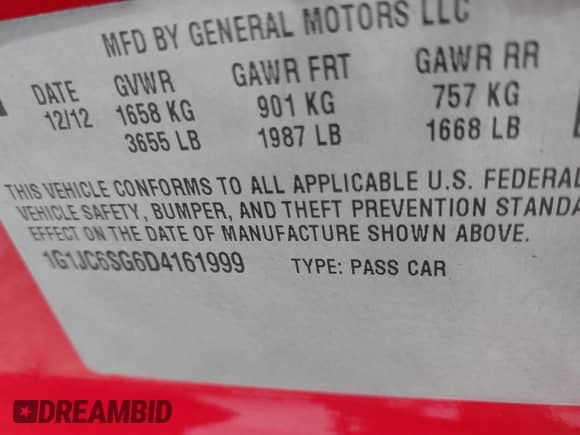 MFD BY GENERAL MOTORS LLC
DATE GVWR GAWR FRT GAWR RR
12/12 1658 KG 901 KG 757 KG
3655 LB 1987 LB 1668 LB
THIS VEHICLE CONFORMS TO ALL APPLICABLE U.S. FEDERAL
VEHICLE SAFETY, BUMPER, AND THEFT PREVENTION STANDA
EFFECT ON THE DATE OF MANUFACTURE SHOWN ABOVE.
1G1JC6SG6D4161999 TYPE: PASS CAR
DREAMBID